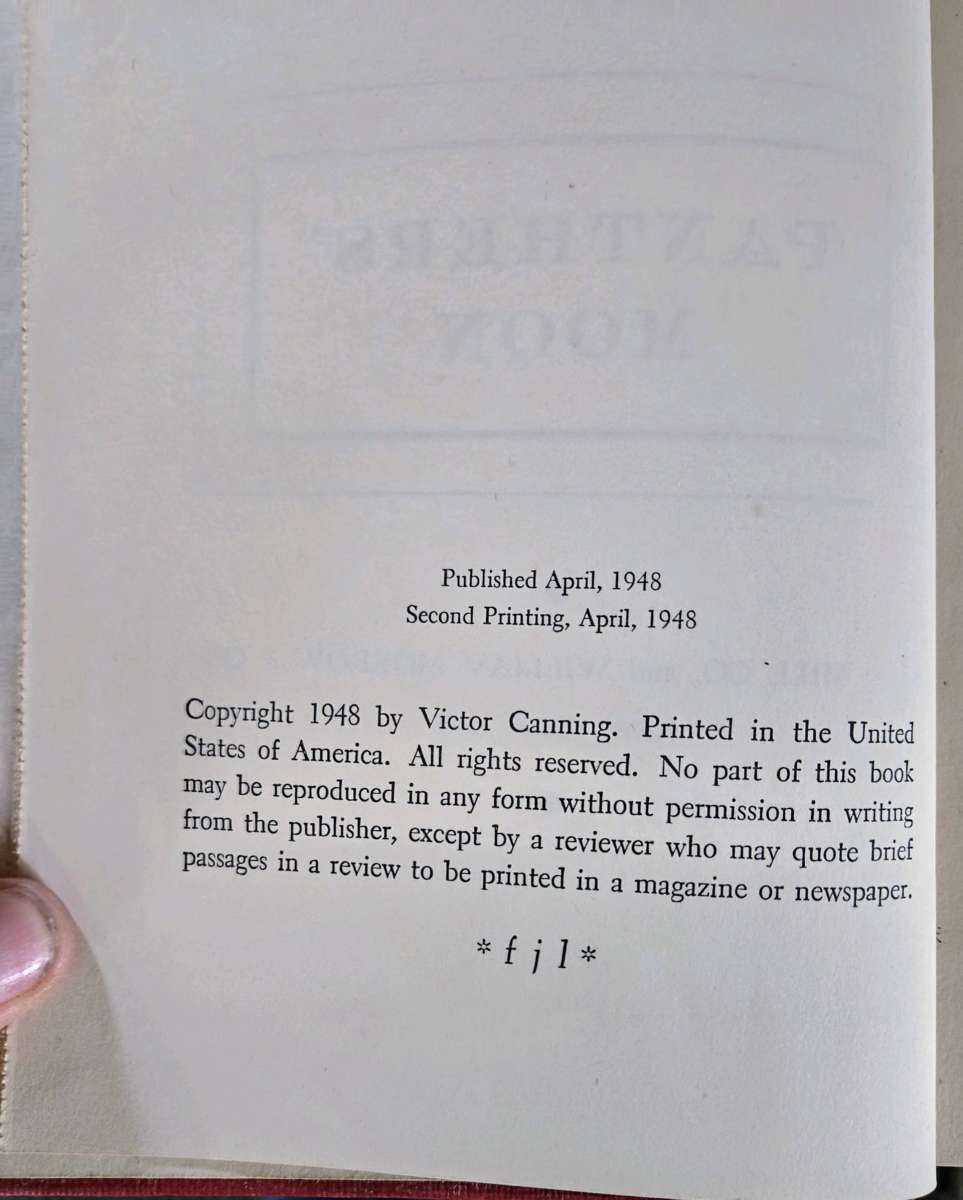 PANTHERS'
MOON
Published April, 1948
Second Printing, April, 1948
Copyright 1948 by Victor Canning. Printed in the United
States of America. All rights reserved. No part of this book
may be reproduced in any form without permission in writing
from the publisher, except by a reviewer who may quote brief
passages in a review to be printed in a magazine or newspaper.
* f j l *